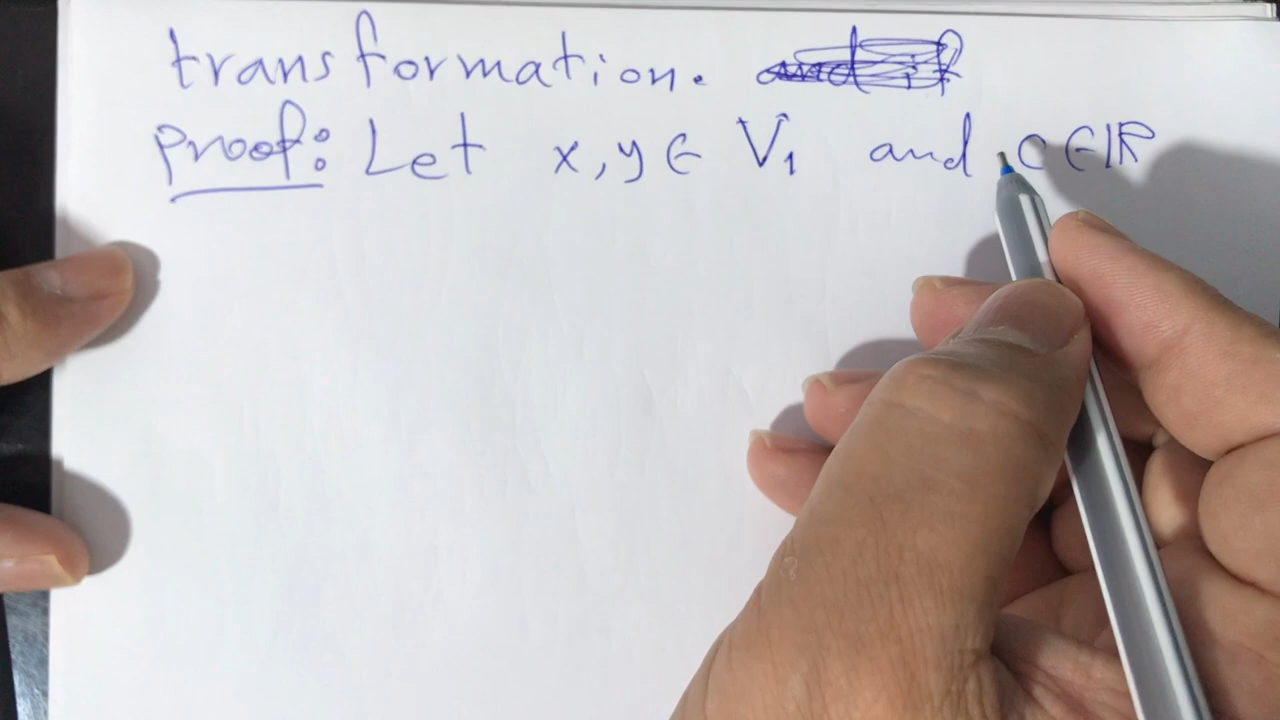 transformation.
Proof: Let x, y ∈ V₁ and c ∈ ℝ